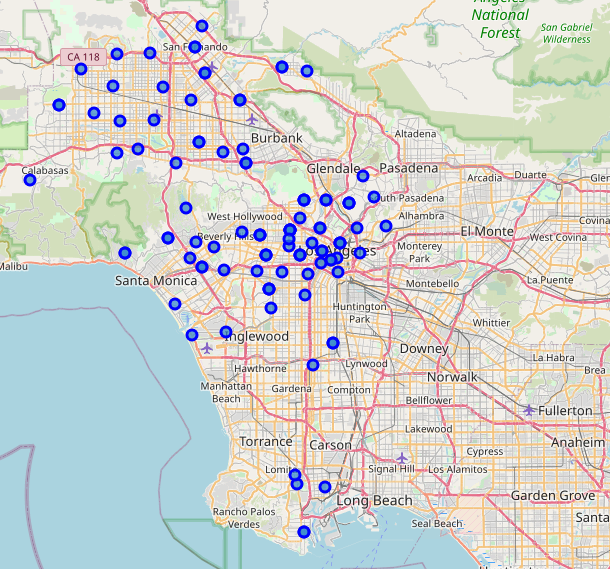 Angeles
National
Forest
San Gabriel
Wilderness
San Fernando
CA 118
Burbank
Altadena
Calabasas
Glendale
Pasadena
Arcadia
Duarte
South Pasadena
West Hollywood
Alhambra
El Monte
Covina
Beverly Hills
West Covina
Los Angeles
Monterey
Park
Malibu
Santa Monica
Montebello
La Puente
Huntington
Park
Whittier
Inglewood
Downey
La Habra
Hawthorne
Lynwood
Brea
Norwalk
Manhattan
Beach
Gardena
Compton
Bellflower
Fullerton
Lakewood
Torrance
Carson
Cypress
Anaheim
Lomita
Signal Hill
Los Alamitos
Rancho Palos
Verdes
Long Beach
Garden Grove
Seal Beach
Santa